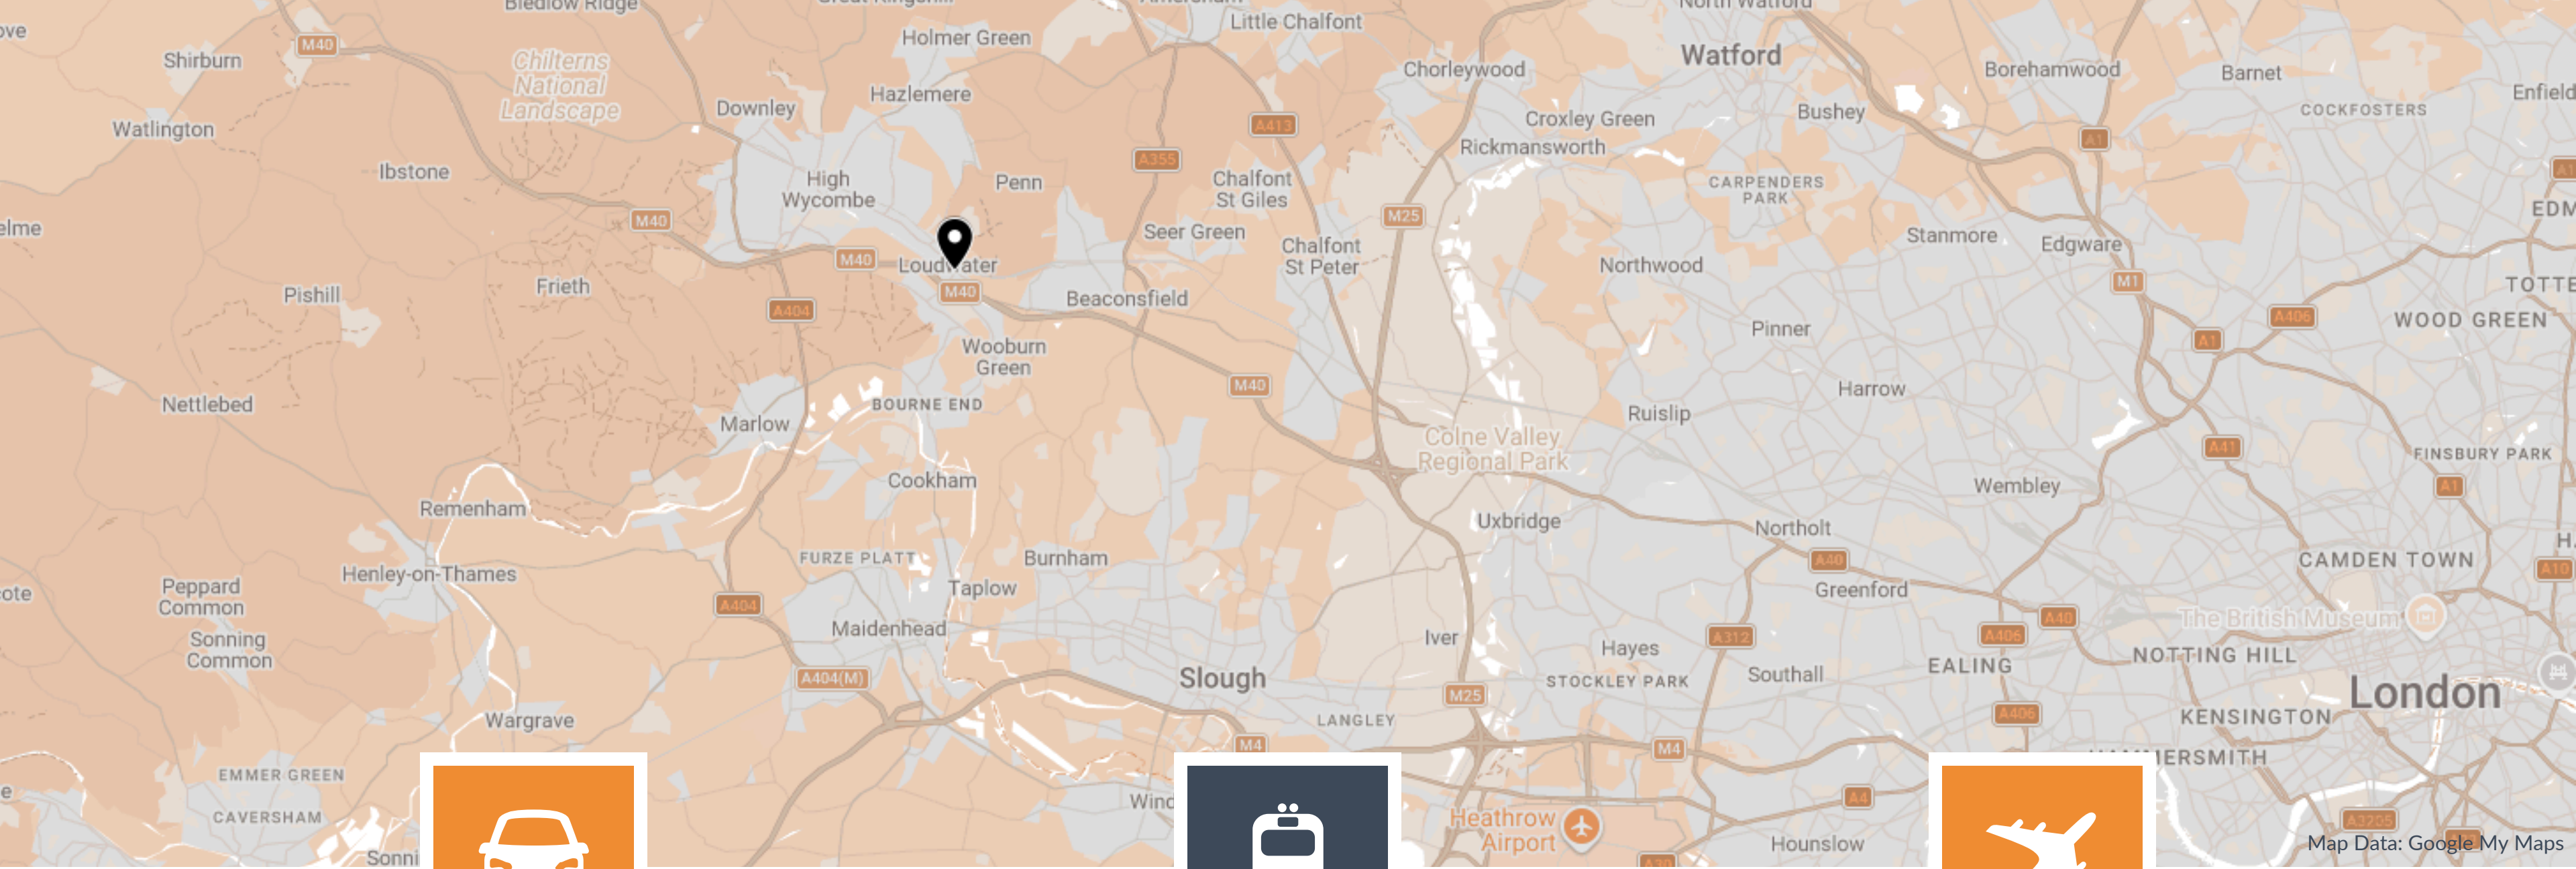 Bledlow Ridge
Little Chalfont
North Watford
Holmer Green
M40
Shirburn
Chilterns
National
Landscape
Watford
Chorleywood
Borehamwood
Barnet
Hazlemere
Downley
Enfield
COCKFOSTERS
Watlington
A413
Croxley Green
Bushey
Rickmansworth
A1
A355
Ibstone
High
Wycombe
Penn
Chalfont
St Giles
CARPENDERS
PARK
M40
M25
Seer Green
Stanmore
Edgware
Chalfont
St Peter
M40
Loudwater
Northwood
M1
Pishill
Frieth
M40
A404
Beaconsfield
A406
WOOD GREEN
Pinner
A1
Wooburn
Green
M40
Harrow
Nettlebed
BOURNE END
Marlow
Ruislip
Colne Valley
Regional Park
A41
FINSBURY PARK
Cookham
Wembley
A1
Remenham
Uxbridge
Northolt
FURZE PLATT
Burnham
A40
CAMDEN TOWN
Henley-on-Thames
A10
Peppard
Common
Taplow
Greenford
A404
A40
The British Museum
Maidenhead
Iver
A312
A406
Sonning
Common
Hayes
NOTTING HILL
EALING
A404(M)
Slough
STOCKLEY PARK
Southall
M25
London
A406
KENSINGTON
Wargrave
LANGLEY
M4
M4
EMMER GREEN
A4
CAVERSHAM
Heathrow
Airport
A3205
Hounslow
Map Data: Google My Maps